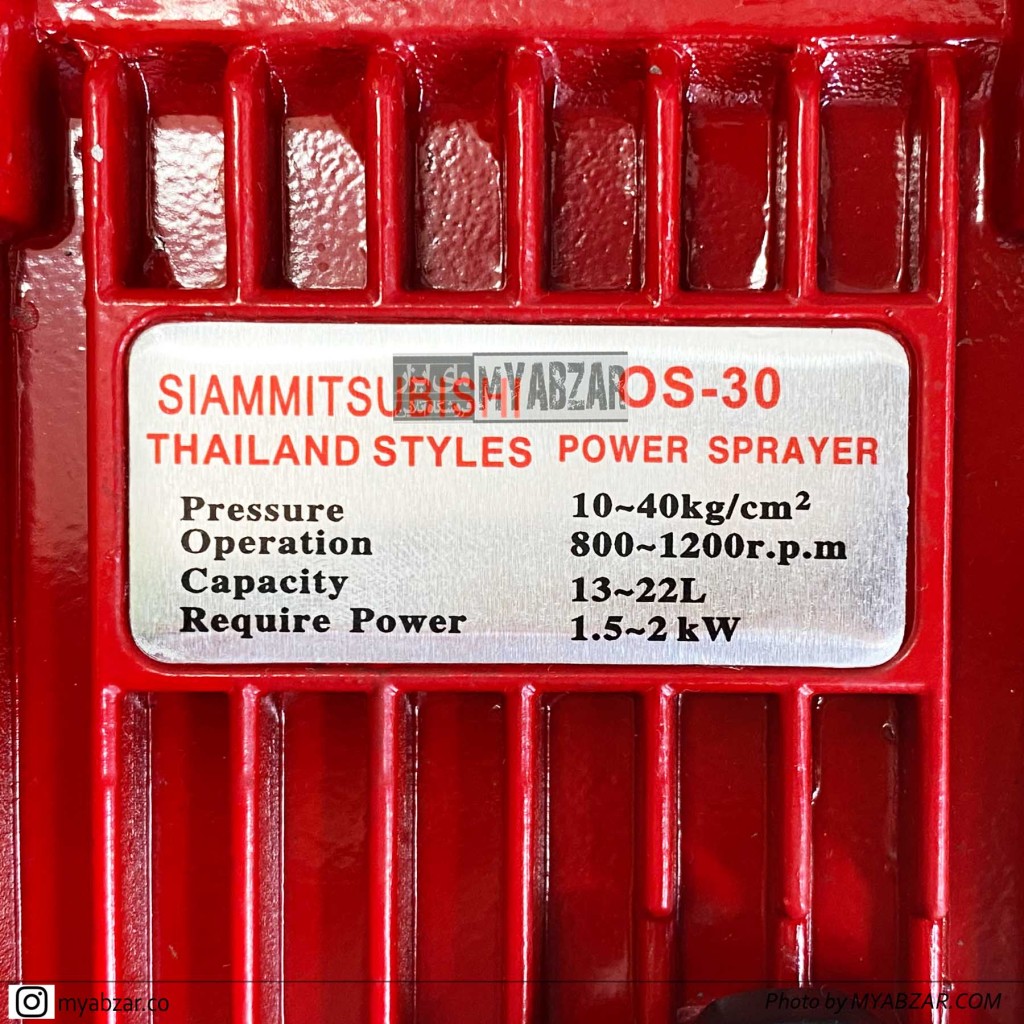 SIAMMITSUBISHI OS-30
MYABZAR
THAILAND STYLES POWER SPRAYER
Pressure 10~40kg/cm²
Operation 800~1200r.p.m
Capacity 13~22L
Require Power 1.5~2 kW
myabzar.co
Photo by MYABZAR.COM